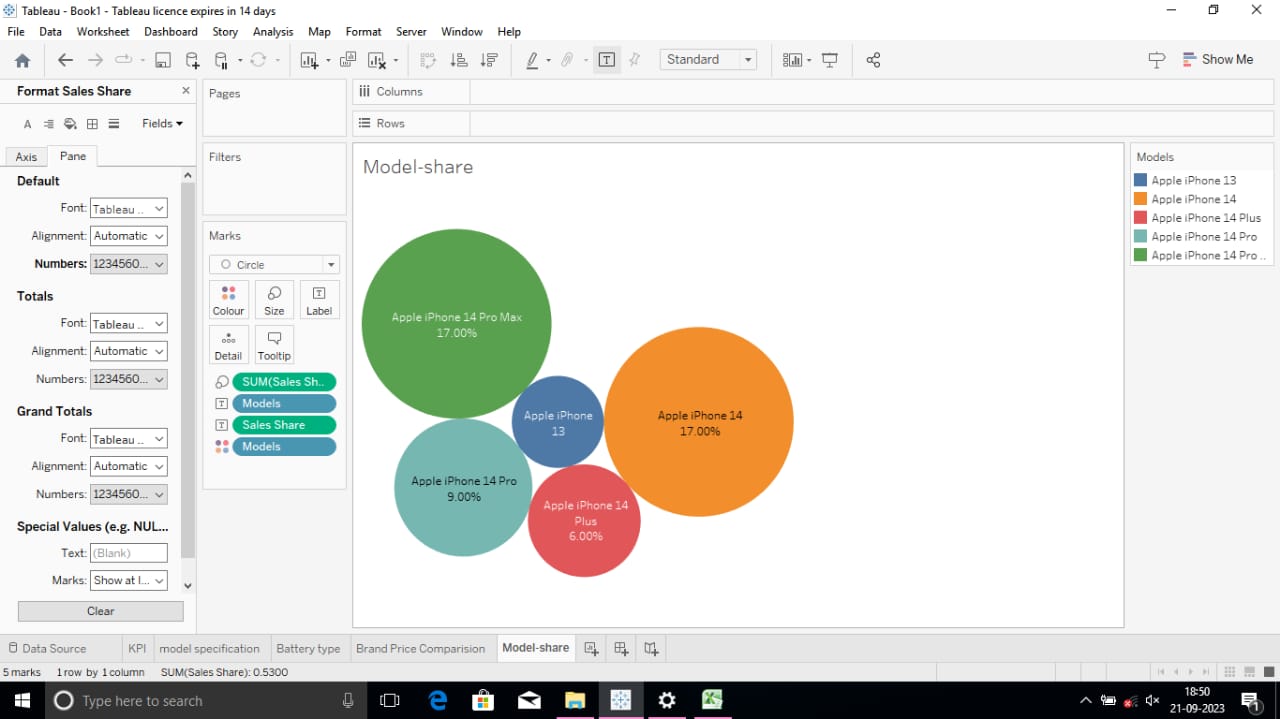 Tableau - Book1 - Tableau licence expires in 14 days
File Data Worksheet Dashboard Story Analysis Map Format Server Window Help
Standard
Show Me
Format Sales Share
Fields
Axis
Pane
Default
Font: Tableau ..
Alignment: Automatic
Numbers: 1234560...
Totals
Font: Tableau ..
Alignment: Automatic
Numbers: 1234560...
Grand Totals
Font: Tableau ..
Alignment: Automatic
Numbers: 1234560...
Special Values (e.g. NUL...
Text: (Blank)
Marks: Show at l...
Clear
Pages
Filters
Marks
Circle
Colour
Size
Label
Detail
Tooltip
SUM(Sales Sh..
Models
Sales Share
Models
Columns
Rows
Model-share
Apple iPhone 14 Pro Max
17.00%
Apple iPhone
13
Apple iPhone 14
17.00%
Apple iPhone 14 Pro
9.00%
Apple iPhone 14
Plus
6.00%
Models
Apple iPhone 13
Apple iPhone 14
Apple iPhone 14 Plus
Apple iPhone 14 Pro
Apple iPhone 14 Pro ..
Data Source
KPI
model specification
Battery type
Brand Price Comparision
Model-share
5 marks 1 row by 1 column SUM(Sales Share): 0.5300
Type here to search
18:50
21-09-2023
1